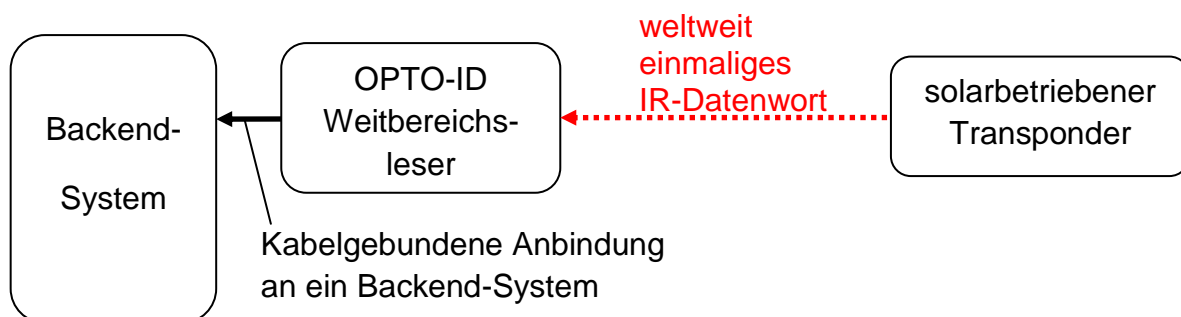 Backend-
System
OPTO-ID
Weitbereichs-
leser
weltweit
einmaliges
IR-Datenwort
solarbetriebener
Transponder
Kabelgebundene Anbindung
an ein Backend-System